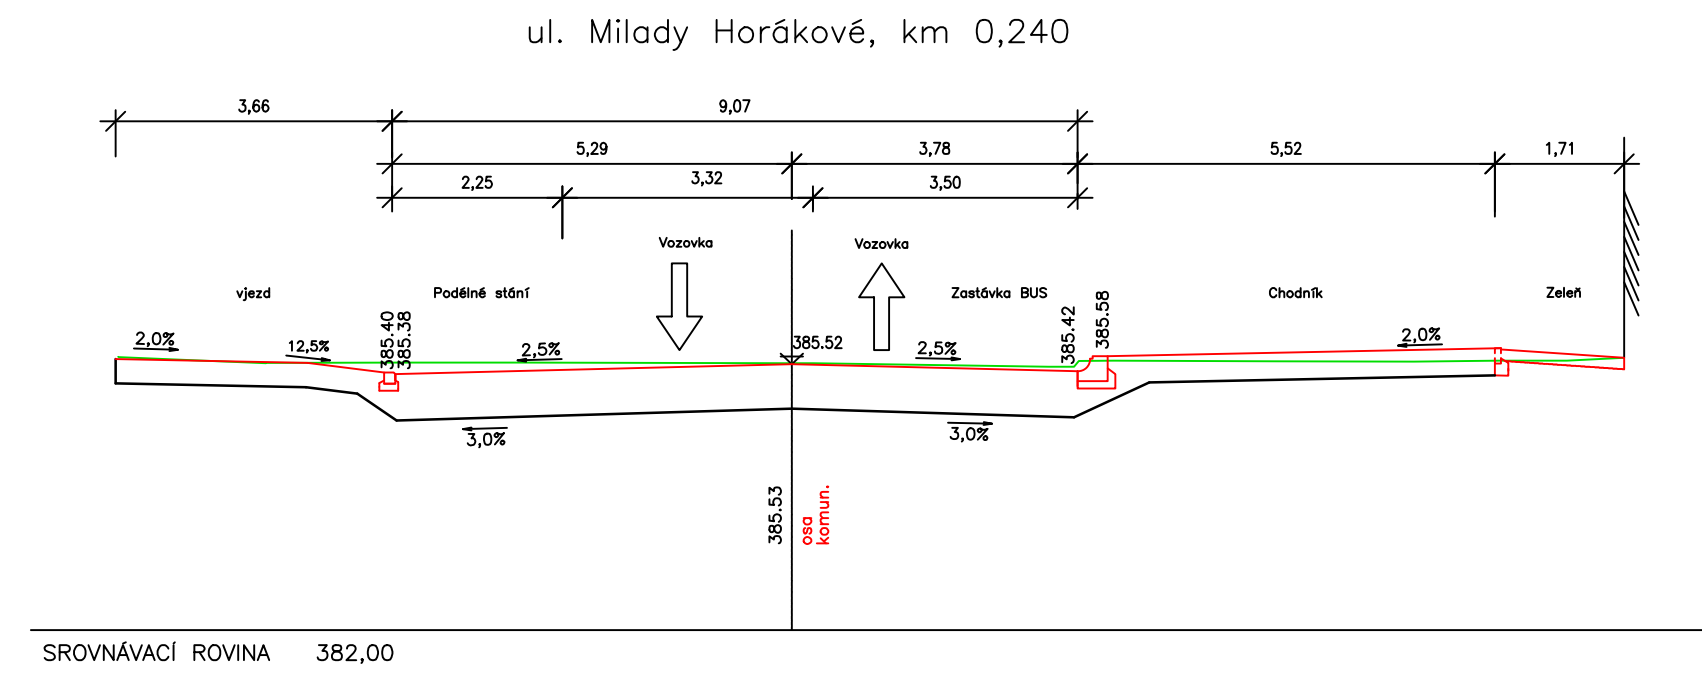 ul. Milady Horákové, km 0,240
3,66
9,07
5,29
3,78
5,52
1,71
2,25
3,32
3,50
Vozovka
Vozovka
vjezd
Podélné stání
Zastávka BUS
Chodník
Zeleň
2,0%
12,5%
385.40
385.38
2,5%
385.52
2,5%
385.42
385.58
2,0%
3,0%
3,0%
385.53
osa
komun.
SROVNÁVACÍ ROVINA 382,00